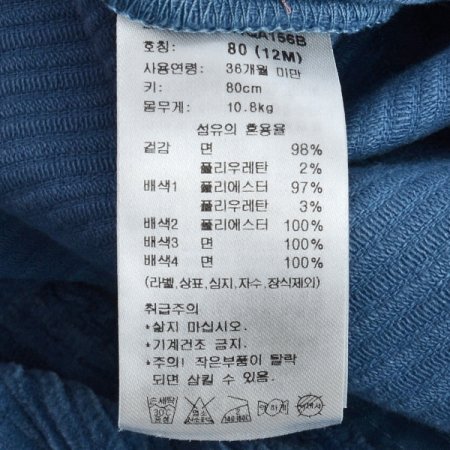 호칭: 80 (12M)
사용연령: 36개월 미만
키: 80cm
몸무게: 10.8kg
섬유의 혼용율
겉감 면 98%
폴리우레탄 2%
배색1 폴리에스터 97%
폴리우레탄 3%
배색2 폴리에스터 100%
배색3 면 100%
배색4 면 100%
(라벨,상표,심지,자수,장식제외)
취급주의
*삶지 마십시오.
*기계건조 금지.
*주의! 작은부품이 탈락
되면 삼킬 수 있음.
손세탁
30℃
중성